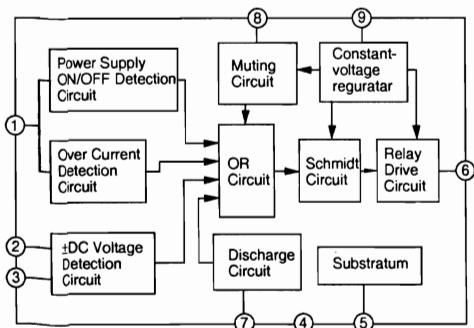 8
9
Power Supply
ON/OFF Detection
Circuit
Muting
Circuit
Constant-
voltage
regurator
1
Over Current
Detection
Circuit
OR
Circuit
Schmidt
Circuit
Relay
Drive
Circuit
6
2
3
±DC Voltage
Detection
Circuit
Discharge
Circuit
Substratum
7
4
5